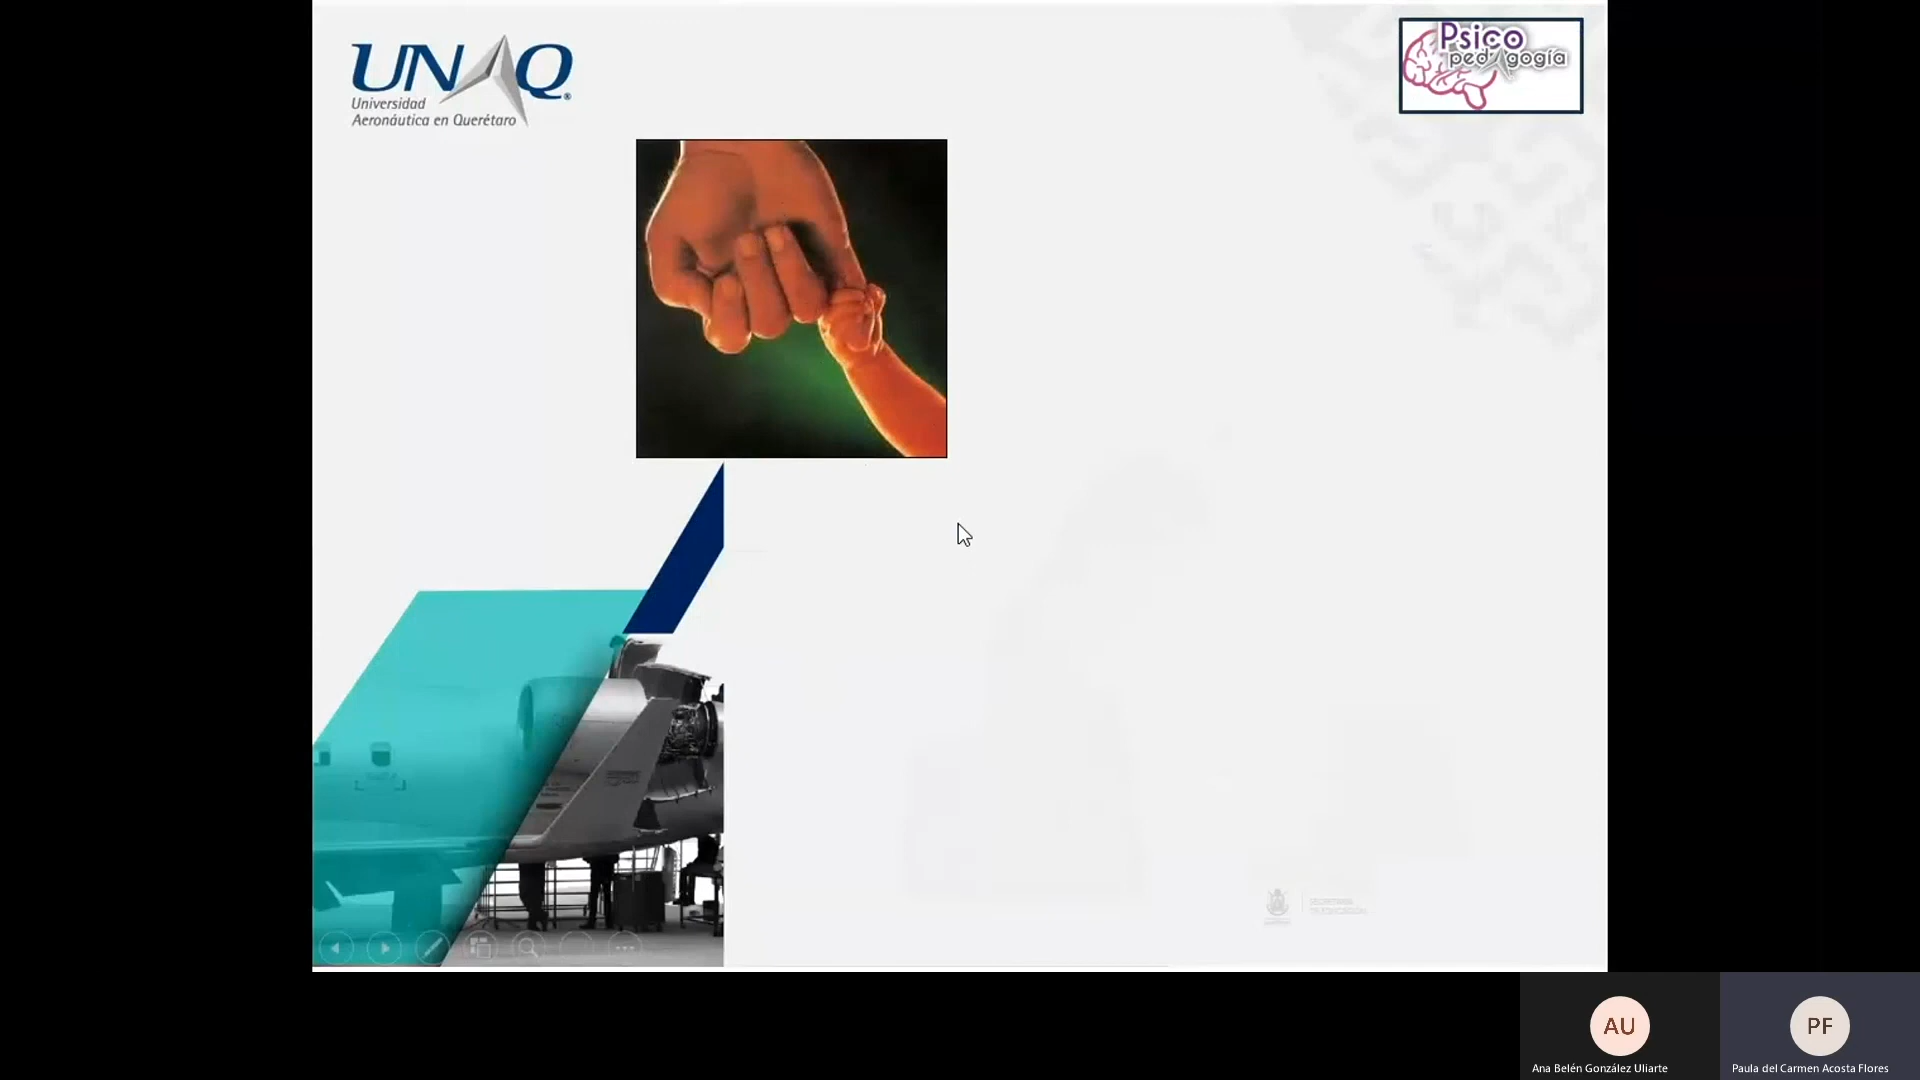 UNAQ
Universidad
Aeronáutica en Querétaro
Psico
pedagogía
AU
PF
Ana Belén González Uliarte
Paula del Carmen Acosta Flores